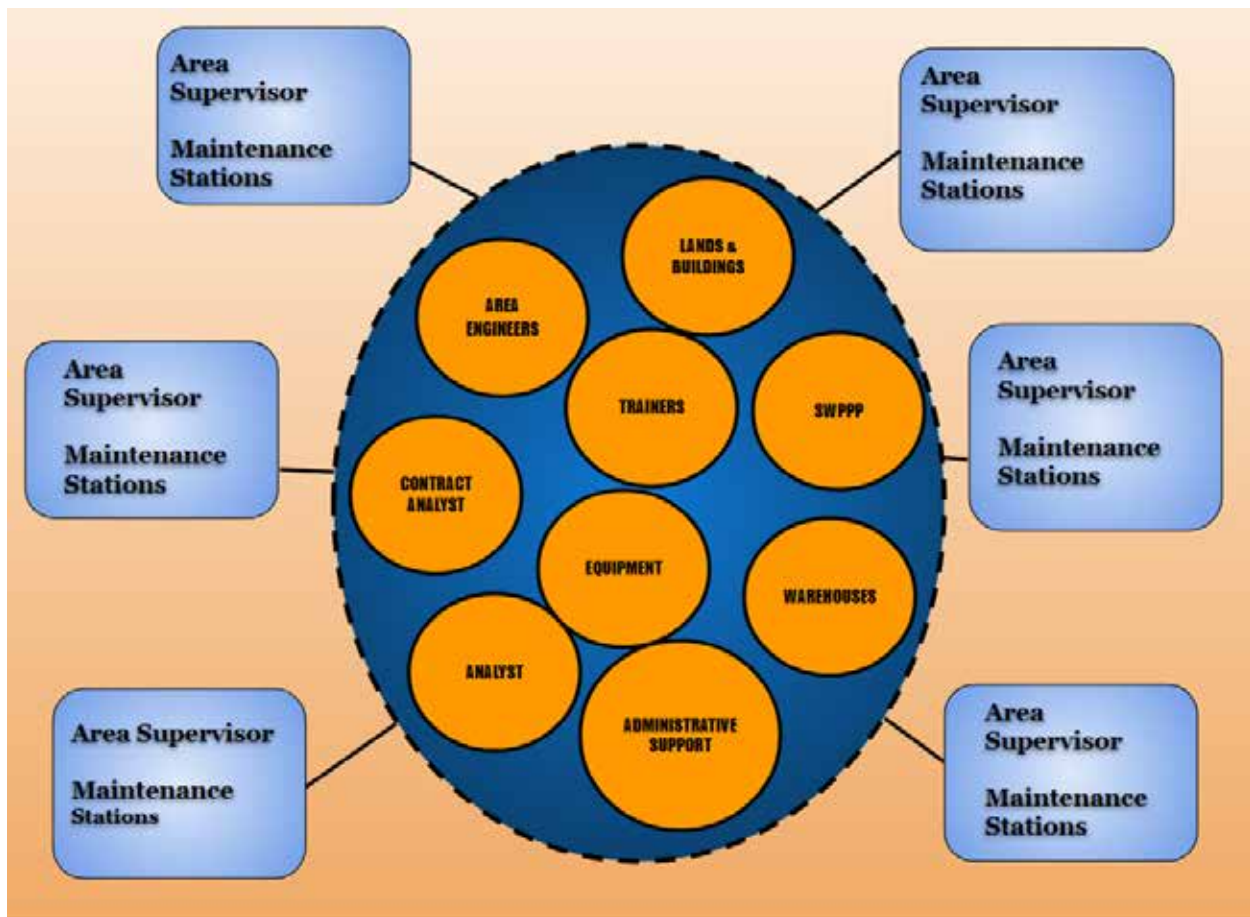 Area
Supervisor
Maintenance
Stations
Area
Supervisor
Maintenance
Stations
LANDS &
BUILDINGS
AREA
ENGINEERS
TRAINERS
SWPPP
Area
Supervisor
Maintenance
Stations
Area
Supervisor
Maintenance
Stations
CONTRACT
ANALYST
EQUIPMENT
WAREHOUSES
ANALYST
ADMINISTRATIVE
SUPPORT
Area Supervisor
Maintenance
Stations
Area
Supervisor
Maintenance
Stations